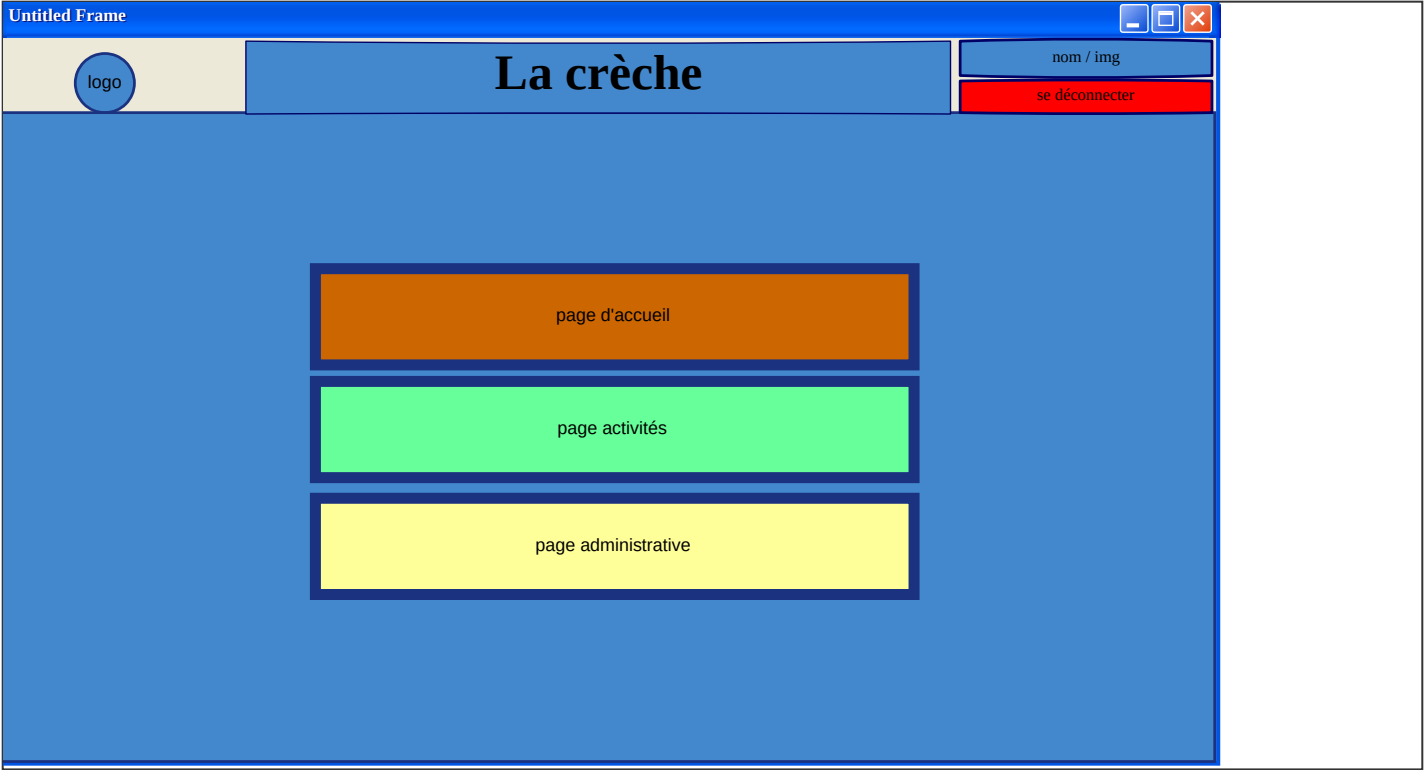 Untitled Frame
logo
La crèche
nom / img
se déconnecter
page d'accueil
page activités
page administrative